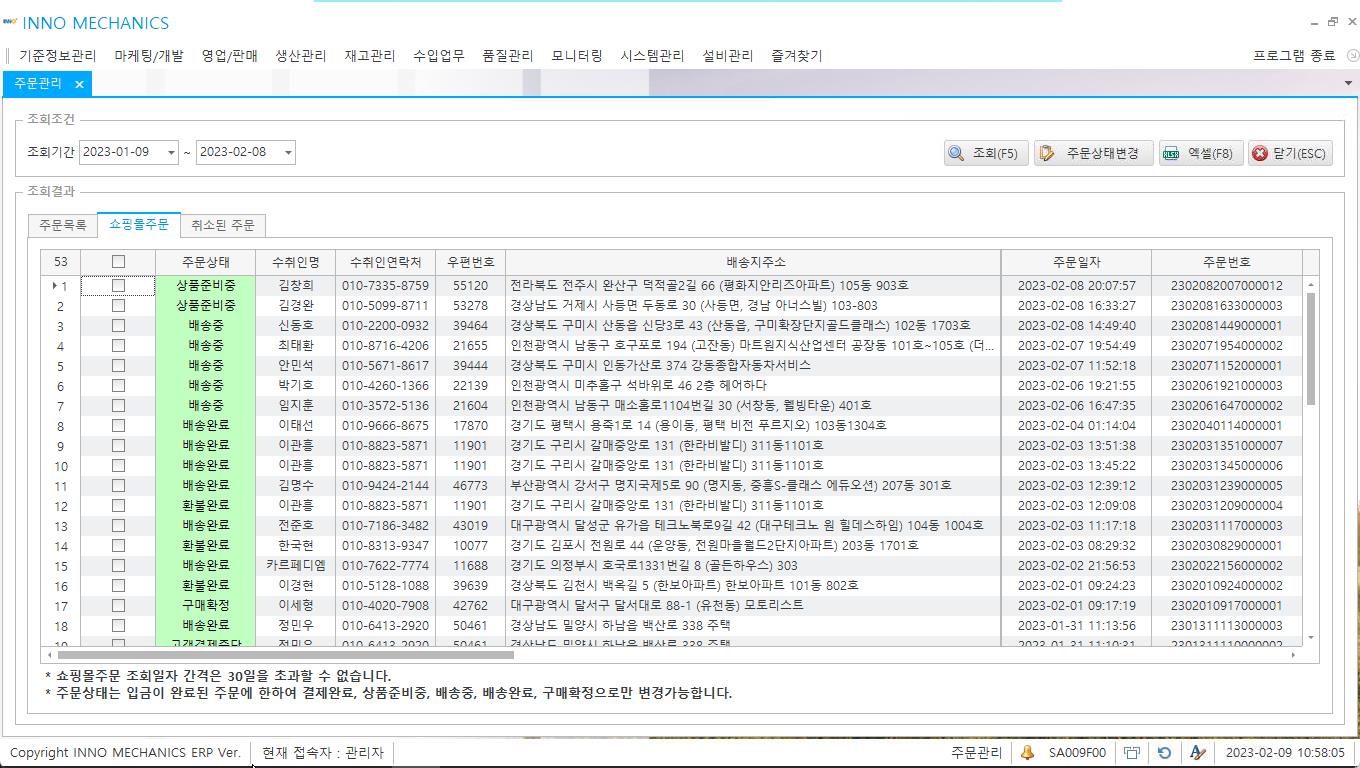 INNO MECHANICS
기준정보관리 마케팅/개발 영업/판매 생산관리 재고관리 수입업무 품질관리 모니터링 시스템관리 설비관리 즐겨찾기 프로그램 종료
주문관리
조회조건
조회기간 2023-01-09 ~ 2023-02-08 조회(F5) 주문상태변경 엑셀(F8) 닫기(ESC)
조회결과
주문목록 쇼핑몰주문 취소된 주문
53 주문상태 수취인명 수취인연락처 우편번호 배송지주소 주문일자 주문번호
1 상품준비중 김창희 010-7335-8759 55120 전라북도 전주시 완산구 덕적골2길 66 (평화지안리즈아파트) 105동 903호 2023-02-08 20:07:57 2302082007000012
2 상품준비중 김경완 010-5099-8711 53278 경상남도 거제시 사등면 두동로 30 (사등면, 경남 아너스빌) 103-803 2023-02-08 16:33:27 2302081633000003
3 배송중 신동호 010-2200-0932 39464 경상북도 구미시 산동읍 신당3로 43 (산동읍, 구미확장단지골드클래스) 102동 1703호 2023-02-08 14:49:40 2302081449000001
4 배송중 최태환 010-8716-4206 21655 인천광역시 남동구 호구포로 194 (고잔동) 마트원지식산업센터 공장동 101호~105호 (더... 2023-02-07 19:54:49 2302071954000002
5 배송중 안민석 010-5671-8617 39444 경상북도 구미시 인동가산로 374 강동종합자동차서비스 2023-02-07 11:52:18 2302071152000001
6 배송중 박기호 010-4260-1366 22139 인천광역시 미추홀구 석바위로 46 2층 헤어하다 2023-02-06 19:21:55 2302061921000003
7 배송중 임지훈 010-3572-5136 21604 인천광역시 남동구 매소홀로1104번길 30 (서창동, 웰빙타운) 401호 2023-02-06 16:47:35 2302061647000002
8 배송완료 이태선 010-9666-8675 17870 경기도 평택시 용죽1로 14 (용이동, 평택 비전 푸르지오) 103동1304호 2023-02-04 01:14:04 2302040114000001
9 배송완료 이관흥 010-8823-5871 11901 경기도 구리시 갈매중앙로 131 (한라비발디) 311동1101호 2023-02-03 13:51:38 2302031351000007
10 배송완료 이관흥 010-8823-5871 11901 경기도 구리시 갈매중앙로 131 (한라비발디) 311동1101호 2023-02-03 13:45:22 2302031345000006
11 배송완료 김명수 010-9424-2144 46773 부산광역시 강서구 명지국제5로 90 (명지동, 중흥S-클래스 에듀오션) 207동 301호 2023-02-03 12:39:12 2302031239000005
12 환불완료 이관흥 010-8823-5871 11901 경기도 구리시 갈매중앙로 131 (한라비발디) 311동1101호 2023-02-03 12:09:08 2302031209000004
13 배송완료 전준호 010-7186-3482 43019 대구광역시 달성군 유가읍 테크노북로9길 42 (대구테크노 원 힐데스하임) 104동 1004호 2023-02-03 11:17:18 2302031117000003
14 환불완료 한국현 010-8313-9347 10077 경기도 김포시 전원로 44 (운양동, 전원마을월드2단지아파트) 203동 1701호 2023-02-03 08:29:32 2302030829000001
15 배송완료 카르페디엠 010-7622-7774 11688 경기도 의정부시 호국로1331번길 8 (골든하우스) 303 2023-02-02 21:56:53 2302022156000002
16 환불완료 이경현 010-5128-1088 39639 경상북도 김천시 백옥길 5 (한보아파트) 한보아파트 101동 802호 2023-02-01 09:24:23 2302010924000002
17 구매확정 이세형 010-4020-7908 42762 대구광역시 달서구 달서대로 88-1 (유천동) 모토리스트 2023-02-01 09:17:19 2302010917000001
18 배송완료 정민우 010-6413-2920 50461 경상남도 밀양시 하남읍 백산로 338 주택 2023-01-31 11:13:56 2301311113000003
19 고객결제중단 정민우 010-6413-2920 50461 경상남도 밀양시 하남읍 백산로 338 주택 2023-01-31 11:10:31 2301311110000002
* 쇼핑몰주문 조회일자 간격은 30일을 초과할 수 없습니다.
* 주문상태는 입금이 완료된 주문에 한하여 결제완료, 상품준비중, 배송중, 배송완료, 구매확정으로만 변경가능합니다.
Copyright INNO MECHANICS ERP Ver. 현재 접속자 : 관리자 주문관리 SA009F00 2023-02-09 10:58:05